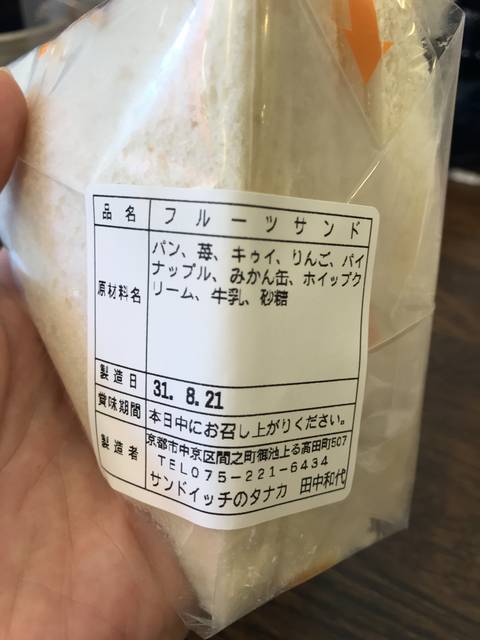 品名 フルーツサンド
原材料名 パン、苺、キゥイ、りんご、パイ
ナップル、みかん缶、ホイップク
リーム、牛乳、砂糖
製造日 31. 8.21
賞味期間 本日中にお召し上がりください。
製造者 京都市中京区間之町御池上る高田町507
TEL075-221-6434
サンドイッチのタナカ 田中和代